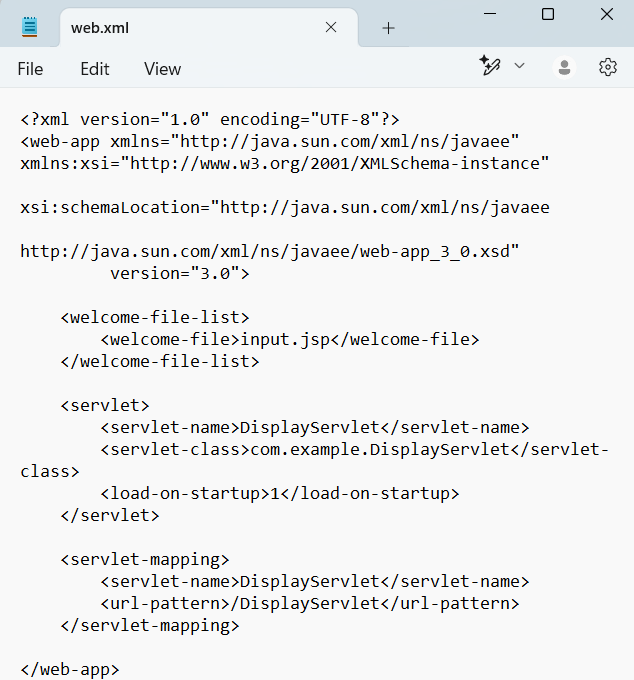 web.xml
File Edit View
<?xml version="1.0" encoding="UTF-8"?>
<web-app xmlns="http://java.sun.com/xml/ns/javaee"
xmlns:xsi="http://www.w3.org/2001/XMLSchema-instance"
xsi:schemaLocation="http://java.sun.com/xml/ns/javaee
http://java.sun.com/xml/ns/javaee/web-app_3_0.xsd"
         version="3.0">
    <welcome-file-list>
        <welcome-file>input.jsp</welcome-file>
    </welcome-file-list>
    <servlet>
        <servlet-name>DisplayServlet</servlet-name>
        <servlet-class>com.example.DisplayServlet</servlet-
class>
        <load-on-startup>1</load-on-startup>
    </servlet>
    <servlet-mapping>
        <servlet-name>DisplayServlet</servlet-name>
        <url-pattern>/DisplayServlet</url-pattern>
    </servlet-mapping>
</web-app>